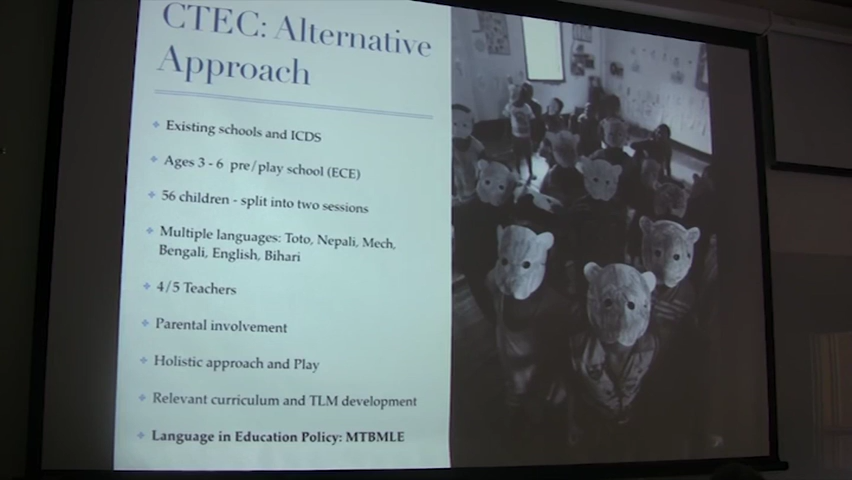 CTEC: Alternative
Approach
Existing schools and ICDS
Ages 3 - 6 pre/play school (ECE)
56 children - split into two sessions
Multiple languages: Toto, Nepali, Mech,
Bengali, English, Bihari
4/5 Teachers
Parental involvement
Holistic approach and Play
Relevant curriculum and TLM development
Language in Education Policy: MTBMLE